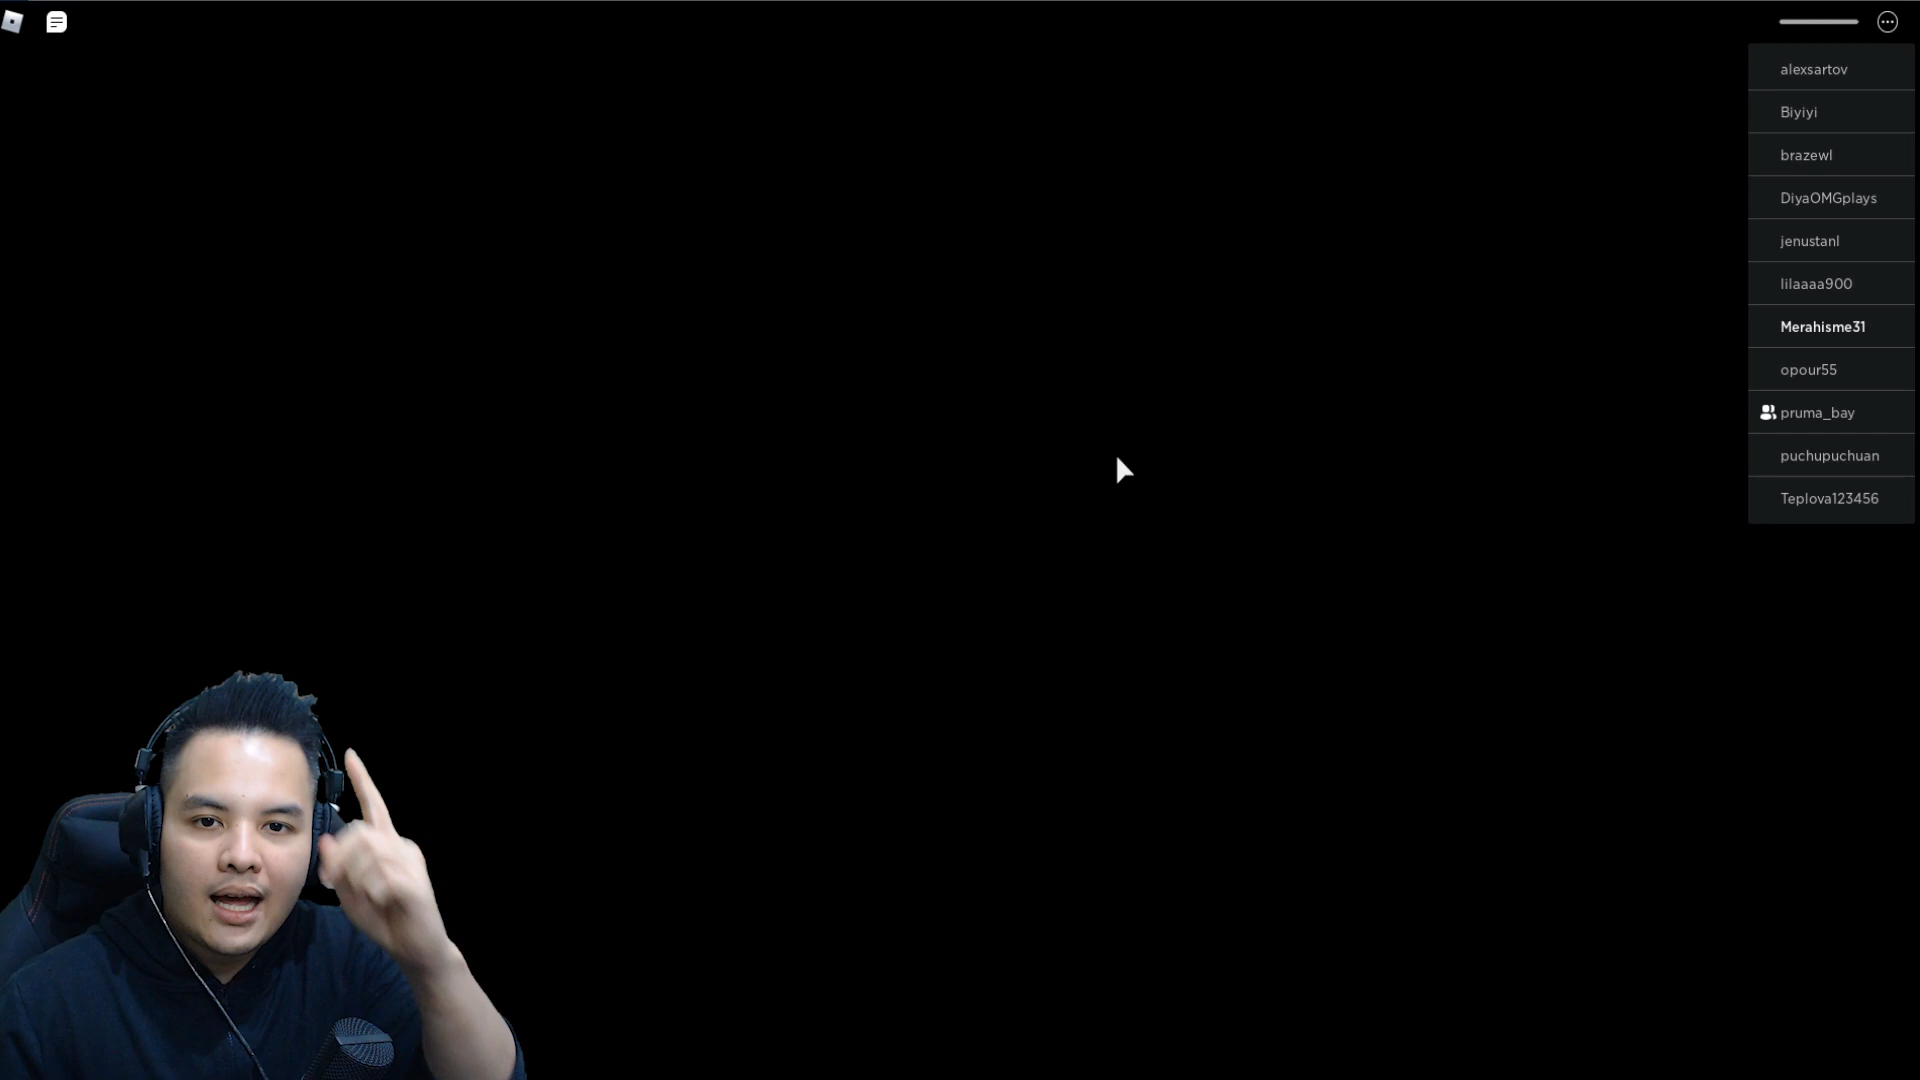 alexsartov
Biyiyi
brazewl
DiyaOMGplays
jenustanl
lilaaaa900
Merahisme31
opour55
pruma_bay
puchupuchuan
Teplova123456